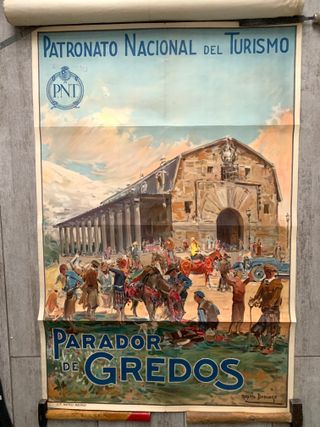 PATRONATO NACIONAL DEL TURISMO
PNT
PARADOR
DE GREDOS